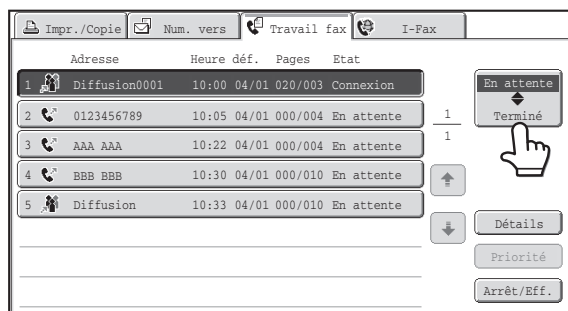 Impr./Copie Num. vers Travail fax I-Fax
Adresse Heure déf. Pages Etat
1 Diffusion0001 10:00 04/01 020/003 Connexion
2 0123456789 10:05 04/01 000/004 En attente
3 AAA AAA 10:22 04/01 000/004 En attente
4 BBB BBB 10:30 04/01 000/010 En attente
5 Diffusion 10:33 04/01 000/010 En attente
1
1
En attente
Terminé
Détails
Priorité
Arrêt/Eff.